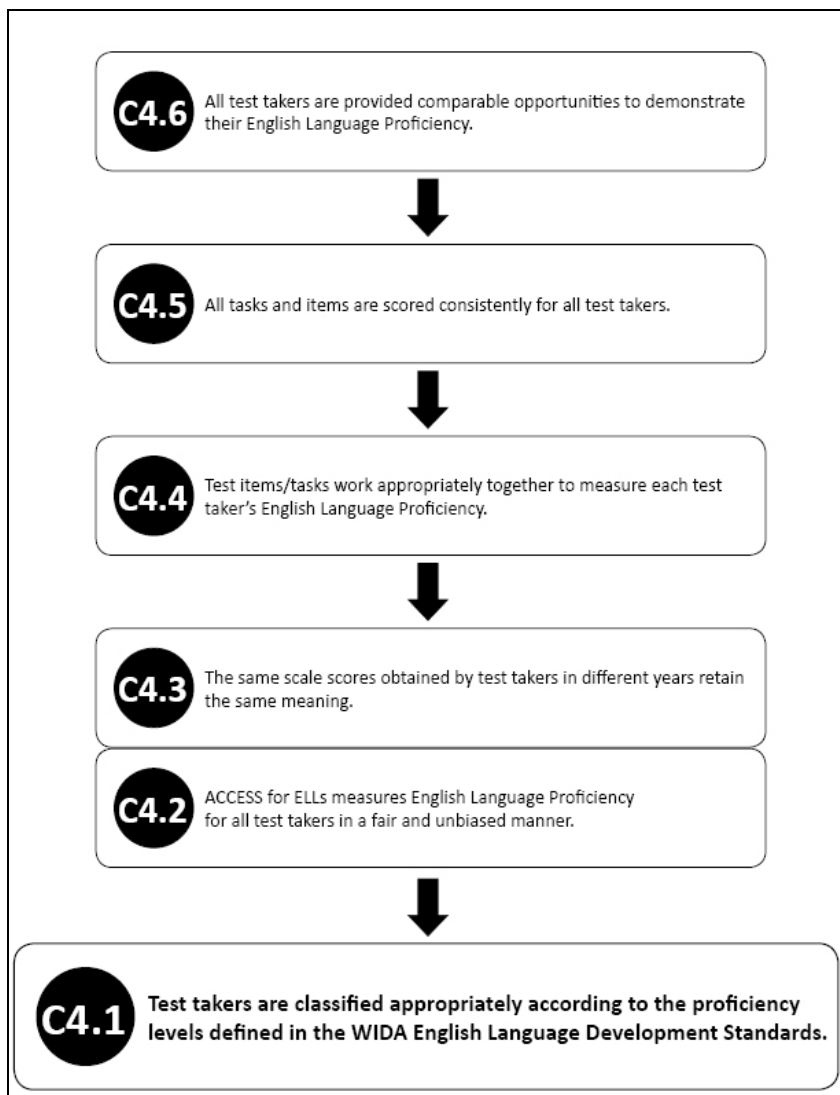 C4.6
All test takers are provided comparable opportunities to demonstrate
their English Language Proficiency.
C4.5
All tasks and items are scored consistently for all test takers.
C4.4
Test items/tasks work appropriately together to measure each test
taker’s English Language Proficiency.
C4.3
The same scale scores obtained by test takers in different years retain
the same meaning.
C4.2
ACCESS for ELLs measures English Language Proficiency
for all test takers in a fair and unbiased manner.
C4.1
Test takers are classified appropriately according to the proficiency
levels defined in the WIDA English Language Development Standards.